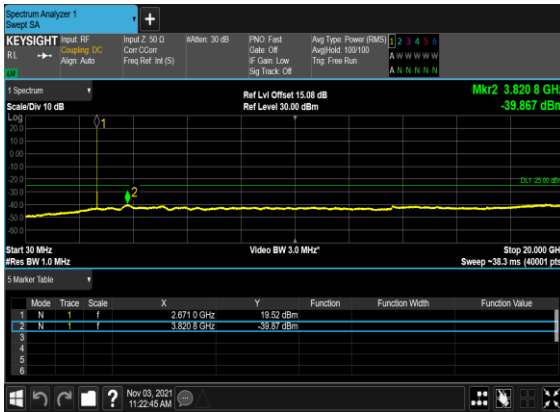 Spectrum Analyzer 1
Swept SA
+
KEYSIGHT
RL
Input: RF
Coupling: DC
Align: Auto
Input Z: 50 Ω
Corr CCorr
Freq Ref: Int (S)
#Atten: 30 dB
PNO: Fast
Gate: Off
IF Gain: Low
Sig Track: Off
Avg Type: Power (RMS)
Avg|Hold: 100/100
Trig: Free Run
1 2 3 4 5 6
A W W W W W
A N N N N N
LXI
1 Spectrum
Scale/Div 10 dB
Ref Lvl Offset 15.08 dB
Ref Level 30.00 dBm
Mkr2 3.820 8 GHz
-39.867 dBm
Log
20.0
10.0
0.00
-10.0
-20.0
-30.0
-40.0
-50.0
-60.0
1
2
DL1 -25.00 dBm
Start 30 MHz
#Res BW 1.0 MHz
Video BW 3.0 MHz*
Stop 20.000 GHz
Sweep ~38.3 ms (40001 pts)
5 Marker Table
Mode Trace Scale X Y Function Function Width Function Value
1 N 1 f 2.671 0 GHz 19.52 dBm
2 N 1 f 3.820 8 GHz -39.87 dBm
3
4
5
6
?
Nov 03, 2021
11:22:45 AM